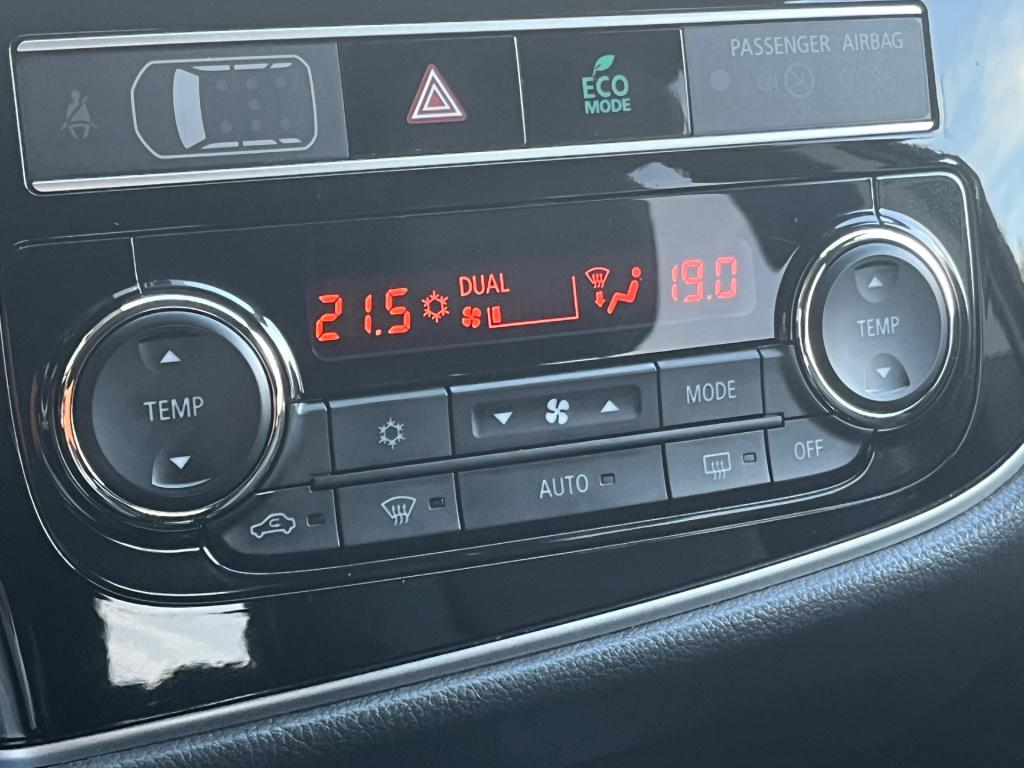 PASSENGER AIRBAG
ECO
MODE
DUAL
21.5
19.0
TEMP
TEMP
MODE
AUTO
OFF